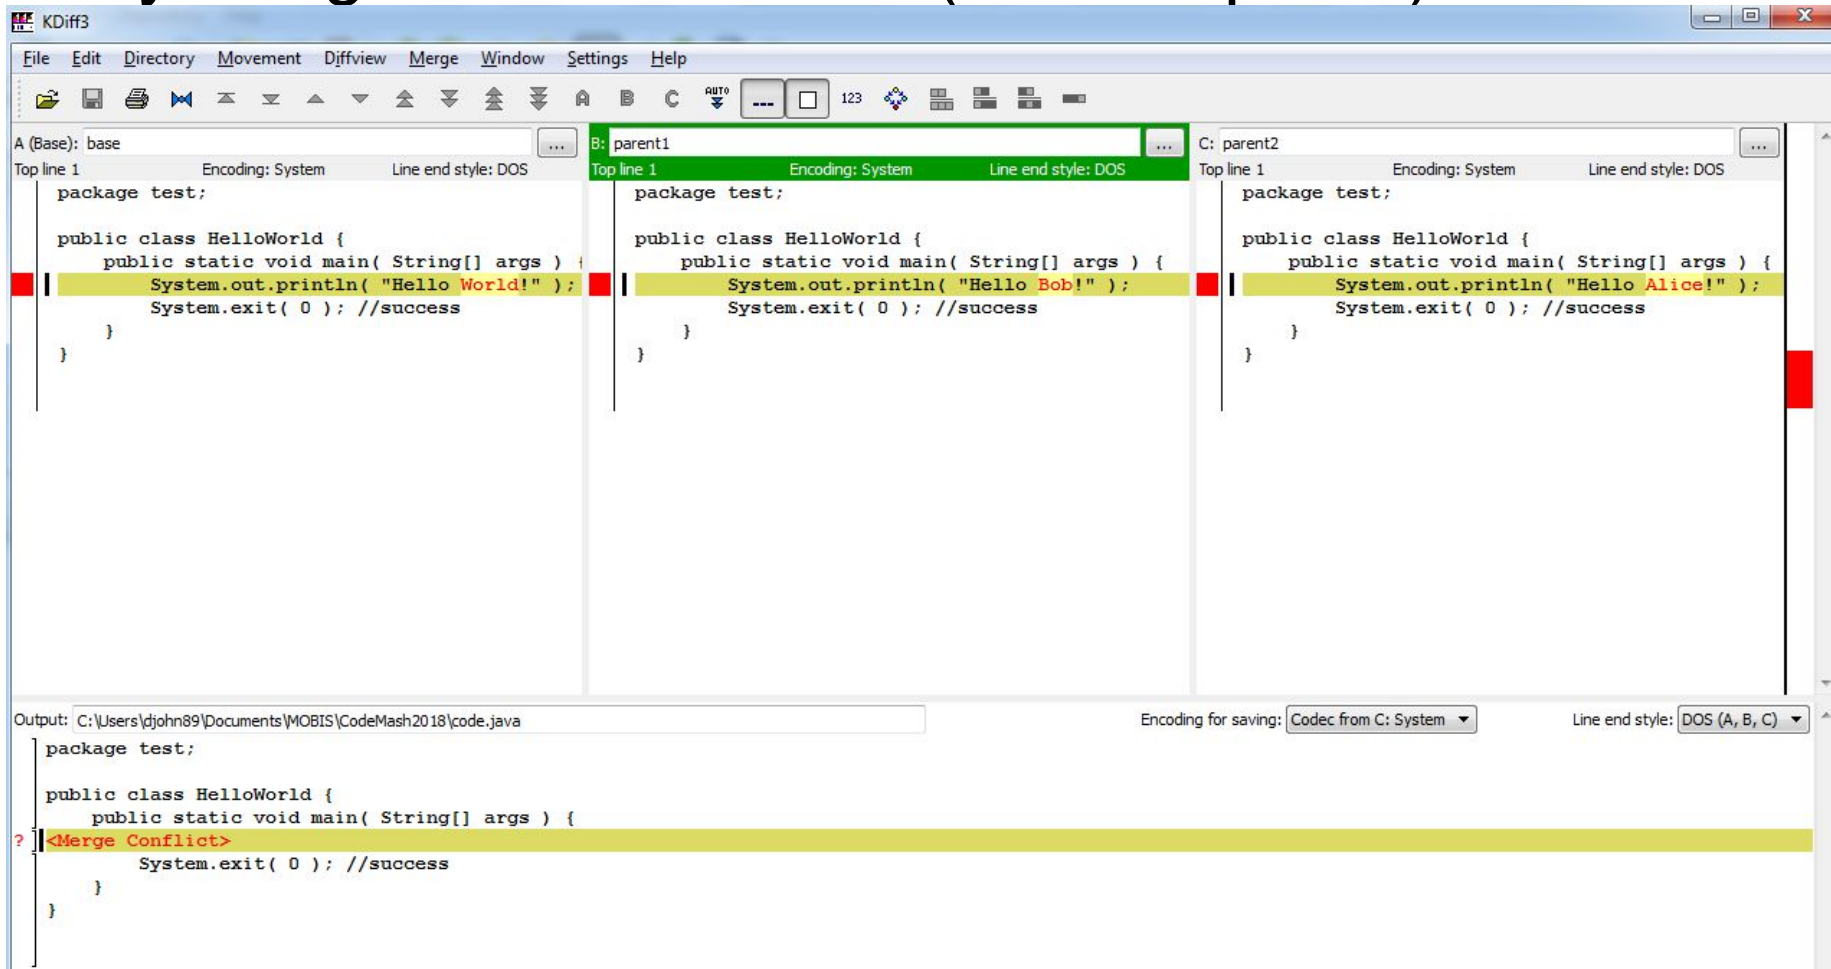 KDiff3
File Edit Directory Movement Diffview Merge Window Settings Help
A B C AUTO 123
A (Base): base ...
Top line 1 Encoding: System Line end style: DOS
package test;
public class HelloWorld {
public static void main( String[] args ) {
System.out.println( "Hello World!" );
System.exit( 0 ); //success
}
}
B: parent1 ...
Top line 1 Encoding: System Line end style: DOS
package test;
public class HelloWorld {
public static void main( String[] args ) {
System.out.println( "Hello Bob!" );
System.exit( 0 ); //success
}
}
C: parent2 ...
Top line 1 Encoding: System Line end style: DOS
package test;
public class HelloWorld {
public static void main( String[] args ) {
System.out.println( "Hello Alice!" );
System.exit( 0 ); //success
}
}
Output: C:\Users\djohn89\Documents\MOBIS\CodeMash2018\code.java Encoding for saving: Codec from C: System Line end style: DOS (A, B, C)
package test;
public class HelloWorld {
public static void main( String[] args ) {
? <Merge Conflict>
System.exit( 0 ); //success
}
}